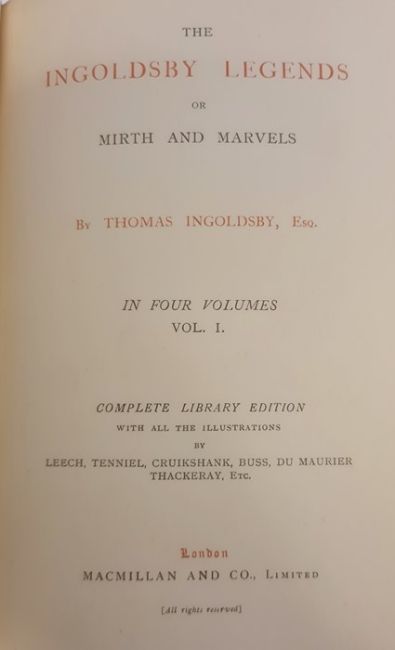 THE
INGOLDSBY LEGENDS
OR
MIRTH AND MARVELS
BY THOMAS INGOLDSBY, ESQ.
IN FOUR VOLUMES
VOL. I.
COMPLETE LIBRARY EDITION
WITH ALL THE ILLUSTRATIONS
BY
LEECH, TENNIEL, CRUIKSHANK, BUSS, DU MAURIER
THACKERAY, ETC.
London
MACMILLAN AND CO., LIMITED
[All rights reserved]